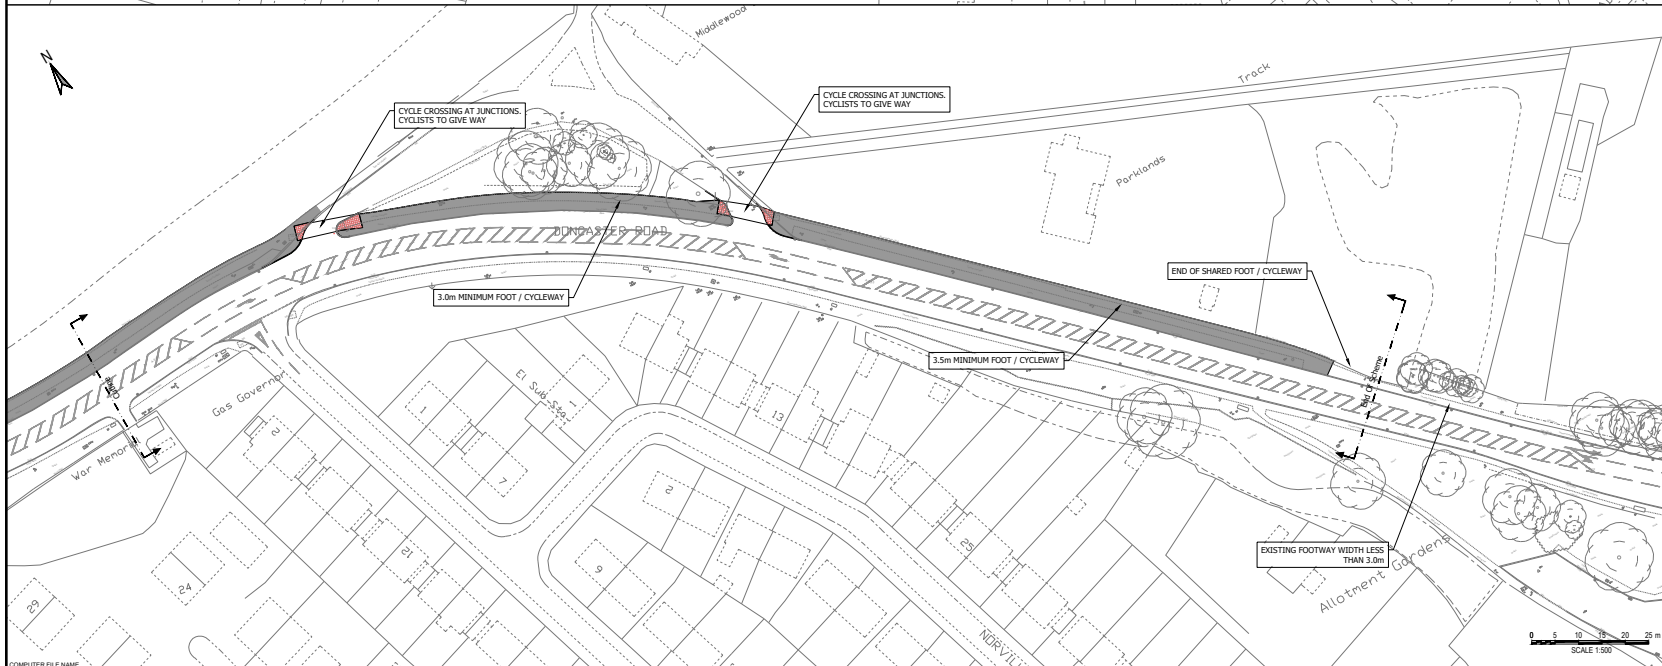 N
Middlewood
Track
CYCLE CROSSING AT JUNCTIONS.
CYCLISTS TO GIVE WAY
CYCLE CROSSING AT JUNCTIONS.
CYCLISTS TO GIVE WAY
Parklands
DONCASTER ROAD
END OF SHARED FOOT / CYCLEWAY
3.0m MINIMUM FOOT / CYCLEWAY
3.5m MINIMUM FOOT / CYCLEWAY
End Of Scheme
Gas Governor
El Sub Sta
1
13
2
War Memorial
7
2
21
25
9
24
29
EXISTING FOOTWAY WIDTH LESS
THAN 3.0m
Allotment Gardens
0 5 10 15 20 25 m
SCALE 1:500
COMPUTER FILE NAME